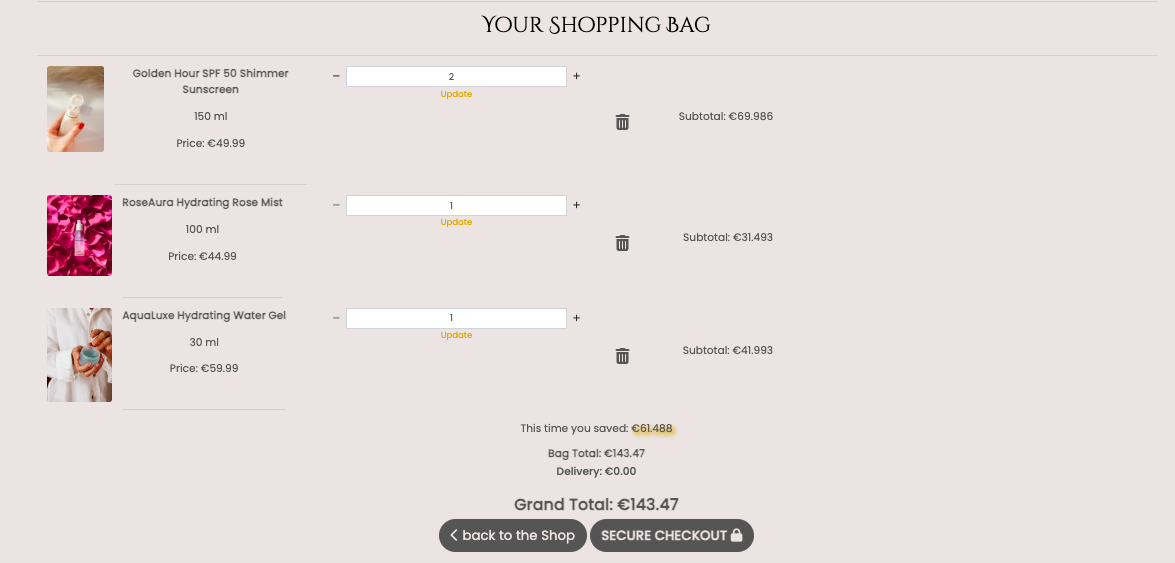 Your Shopping Bag
Golden Hour SPF 50 Shimmer
Sunscreen
150 ml
Price: €49.99
− 2 +
Update
Subtotal: €69.986
RoseAura Hydrating Rose Mist
100 ml
Price: €44.99
− 1 +
Update
Subtotal: €31.493
AquaLuxe Hydrating Water Gel
30 ml
Price: €59.99
− 1 +
Update
Subtotal: €41.993
This time you saved: €61.488
Bag Total: €143.47
Delivery: €0.00
Grand Total: €143.47
back to the Shop
SECURE CHECKOUT